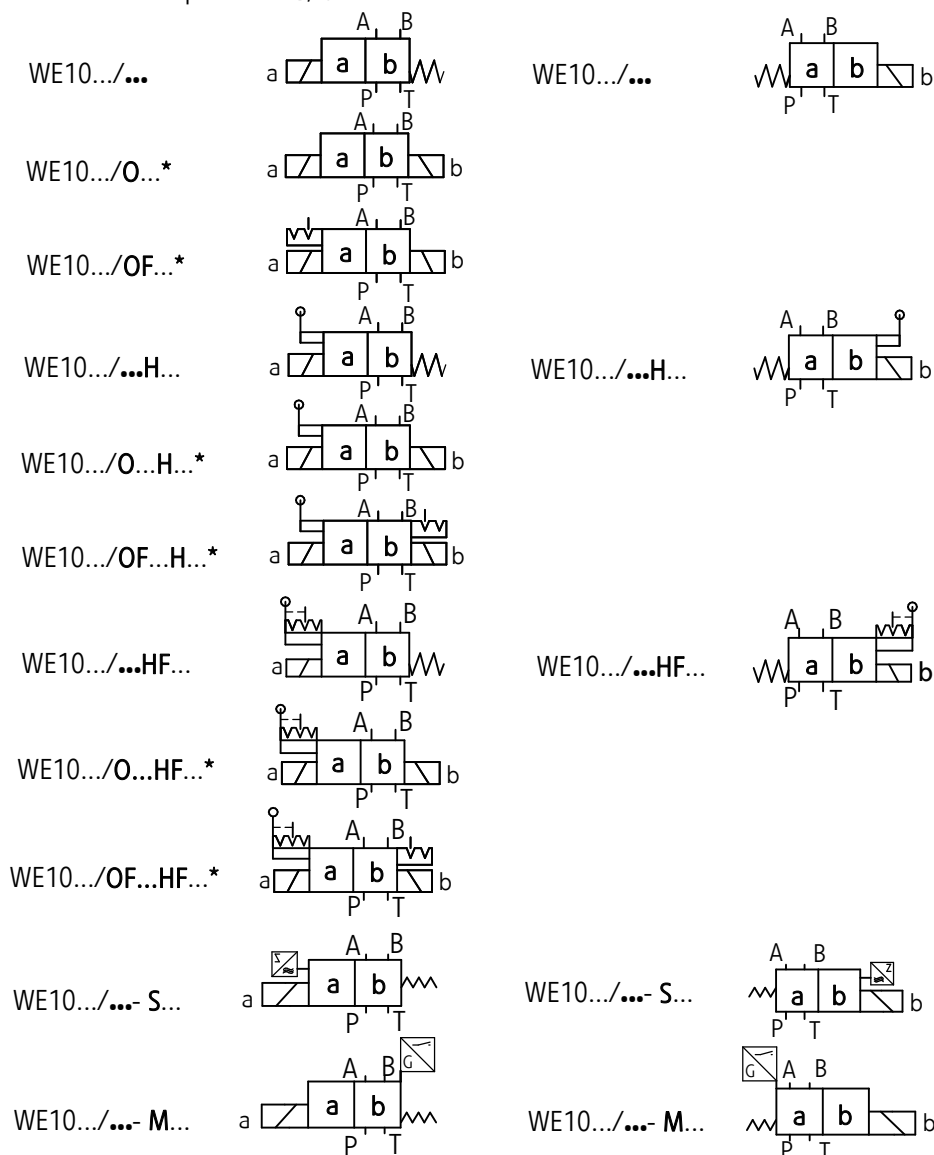 A B
WE10.../... a a b P T
A B
WE10.../... a b b P T
A B
WE10.../O...* a a b b
P T
A B
WE10.../OF...* a a b b
P T
A B
WE10.../...H... a a b
P T
A B
WE10.../...H... a b b
P T
A B
WE10.../O...H...* a a b b
P T
A B
WE10.../OF...H...* a a b b
P T
A B
WE10.../...HF... a a b
P T
A B
WE10.../...HF... a b b
P T
A B
WE10.../O...HF...* a a b b
P T
A B
WE10.../OF...HF...* a a b b
P T
A B
WE10.../...- S... a a b
P T
A B
WE10.../...- S... a b b
P T
A B G
WE10.../...- M... a a b
P T
G A B
WE10.../...- M... a b b
P T